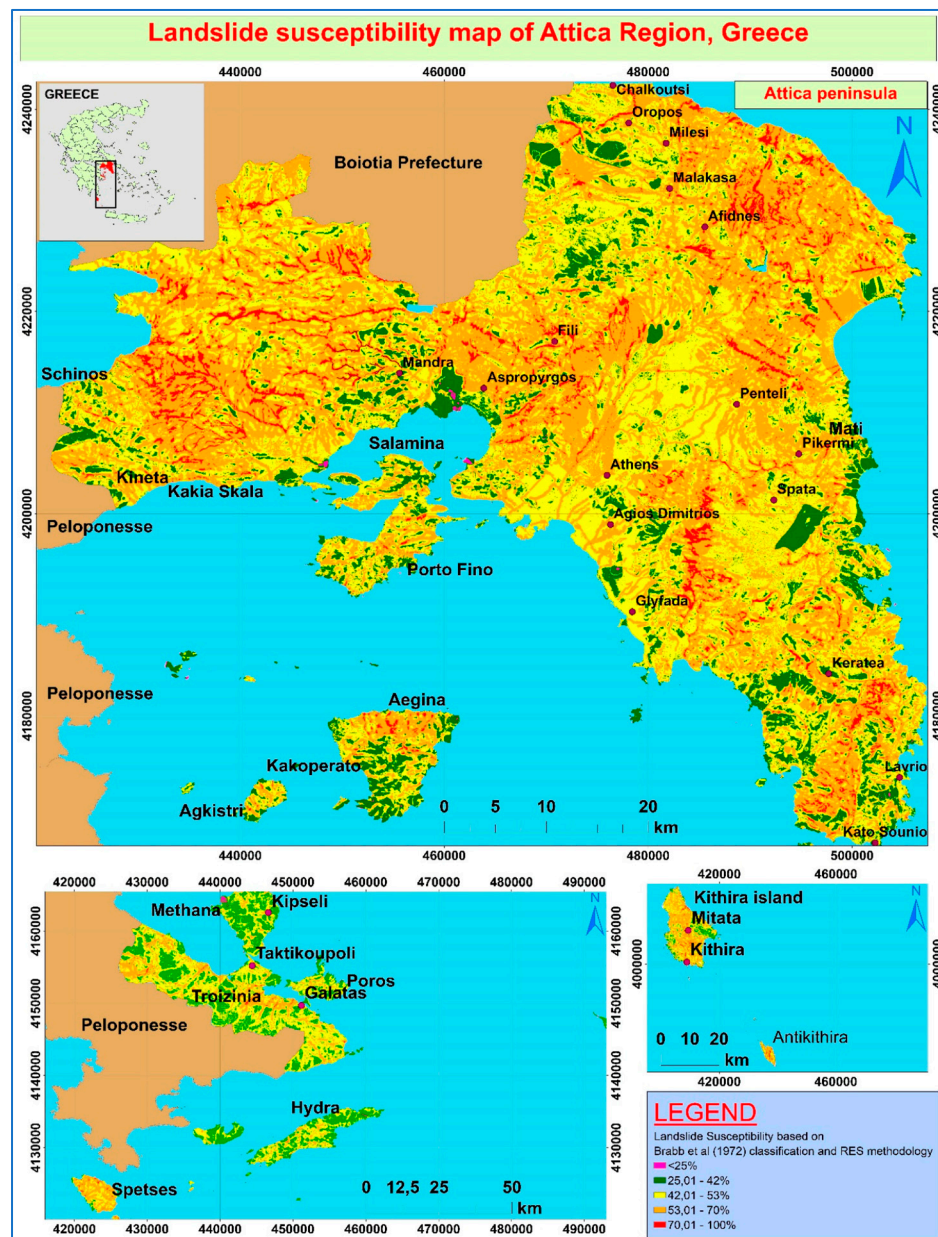 Landslide susceptibility map of Attica Region, Greece
440000 460000 480000 500000
GREECE
Attica peninsula
N
4240000
4240000
Chalkoutsi
Oropos
Milesi
Boiotia Prefecture
Malakasa
Afidnes
4220000
4220000
Fili
Schinos
Mandra
Aspropyrgos
Penteli
Mati
Salamina
Pikermi
Kineta
Athens
Kakia Skala
Spata
4200000
4200000
Peloponesse
Agios Dimitrios
Porto Fino
Glyfada
Keratea
Peloponesse
4180000
4180000
Aegina
Kakoperato
Lavrio
Agkistri
0 5 10 20
km
Kato Sounio
440000 460000 480000 500000
420000 430000 440000 450000 460000 470000 480000 490000
N
Methana
Kipseli
4160000
Taktikoupoli
Poros
Troizinia
Galatas
4150000
Peloponesse
4140000
Hydra
4130000
Spetses
0 12,5 25 50
km
420000 430000 440000 450000 460000 470000 480000 490000
420000 460000
Kithira island
N
Mitata
Kithira
4000000
4000000
0 10 20
km
Antikithira
420000 460000
LEGEND
Landslide Susceptibility based on
Brabb et al (1972) classification and RES methodology
<25%
25,01 - 42%
42,01 - 53%
53,01 - 70%
70,01 - 100%